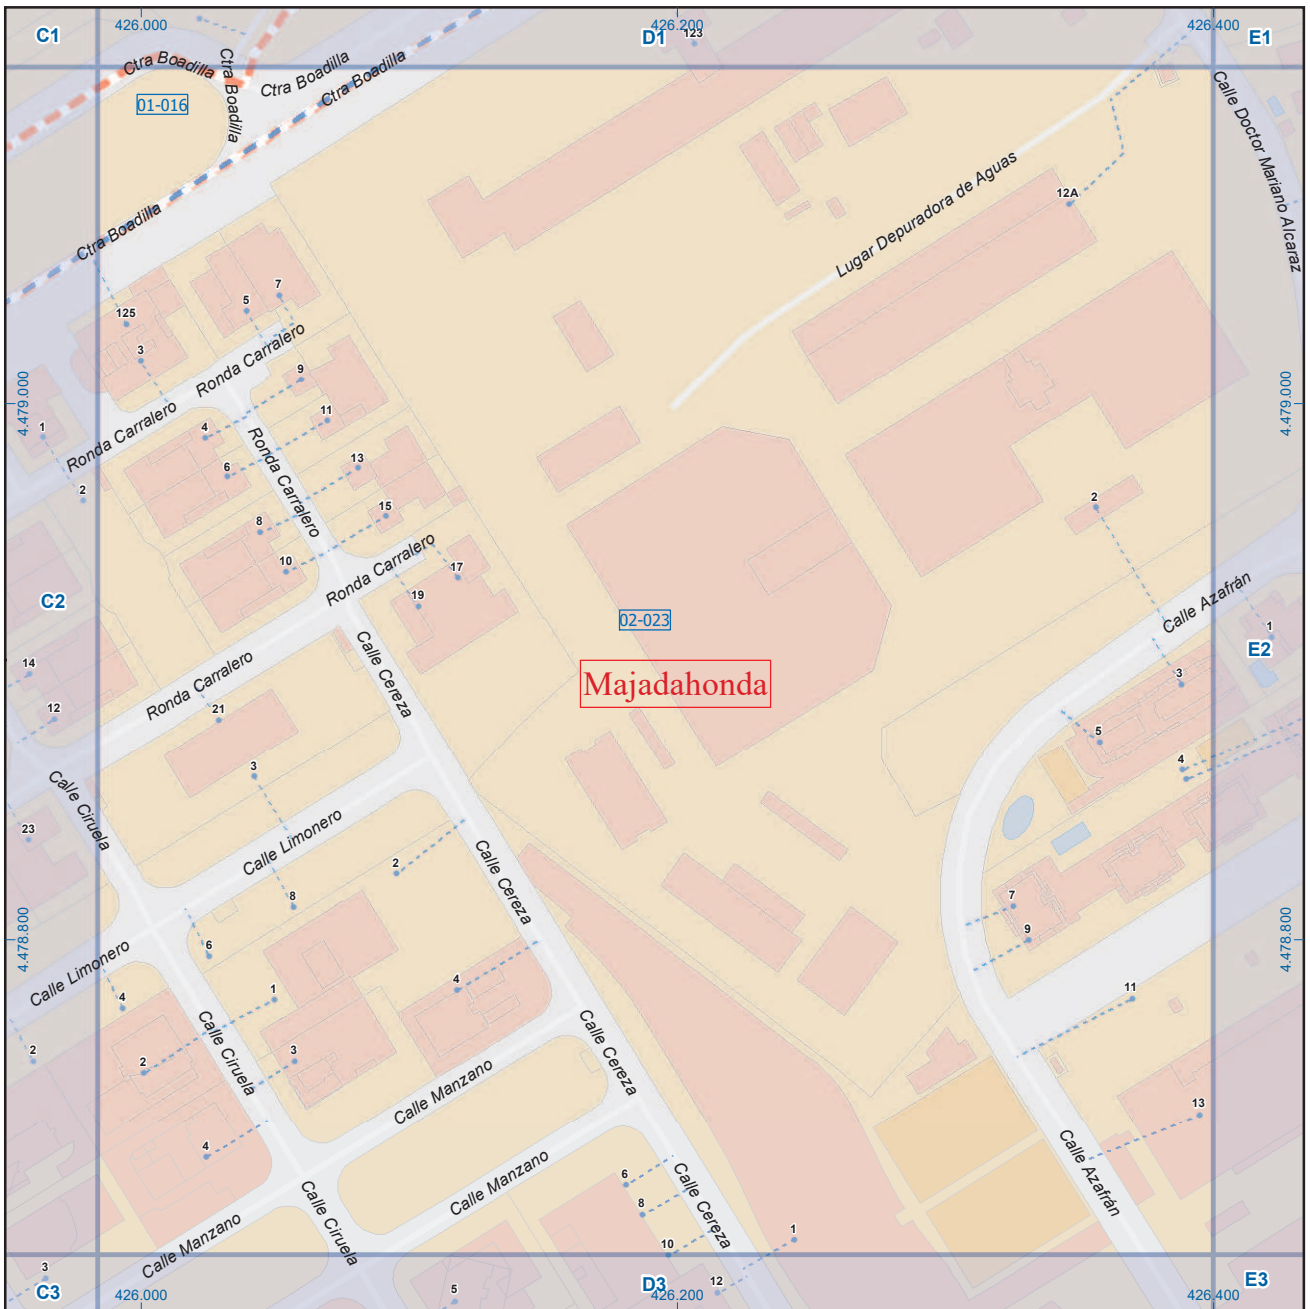 C1
426.000
D1
426.200
123
426.400
E1
Ctra Boadilla
Ctra Boadilla
Ctra Boadilla
Ctra Boadilla
01-016
Calle Doctor Mariano Alcaraz
Lugar Depuradora de Aguas
12A
Ctra Boadilla
7
5
125
3
Ronda Carralero
9
4.479.000
4.479.000
11
1
4
Ronda Carralero
Ronda Carralero
6
13
2
2
15
8
10
Ronda Carralero
17
19
C2
02-023
Calle Azafrán
1
E2
Calle Cereza
14
Ronda Carralero
Majadahonda
3
12
21
5
4
3
Calle Ciruela
23
Calle Limonero
2
Calle Cereza
8
7
4.478.800
4.478.800
6
9
Calle Limonero
4
1
4
11
Calle Ciruela
2
2
3
Calle Cereza
Calle Manzano
13
4
Calle Manzano
6
Calle Cereza
Calle Azafrán
8
Calle Ciruela
Calle Manzano
10
1
3
C3
426.000
5
D3
426.200
12
426.400
E3